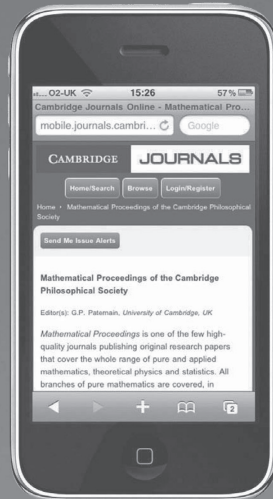 ... O2-UK 15:26 57%
Cambridge Journals Online - Mathematical Pro...
mobile.journals.cambri... Google
CAMBRIDGE JOURNALS
Home/Search Browse Login/Register
Home › Mathematical Proceedings of the Cambridge Philosophical
Society
Send Me Issue Alerts
Mathematical Proceedings of the Cambridge
Philosophical Society
Editor(s): G.P. Paternain, University of Cambridge, UK
Mathematical Proceedings is one of the few high-
quality journals publishing original research papers
that cover the whole range of pure and applied
mathematics, theoretical physics and statistics. All
branches of pure mathematics are covered, in
2